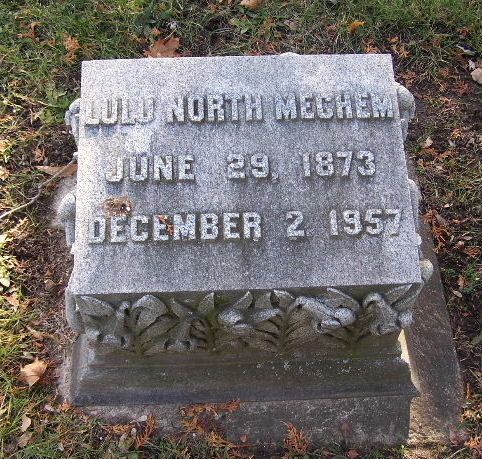 LULU NORTH MECHEM
JUNE 29, 1873
DECEMBER 2, 1957